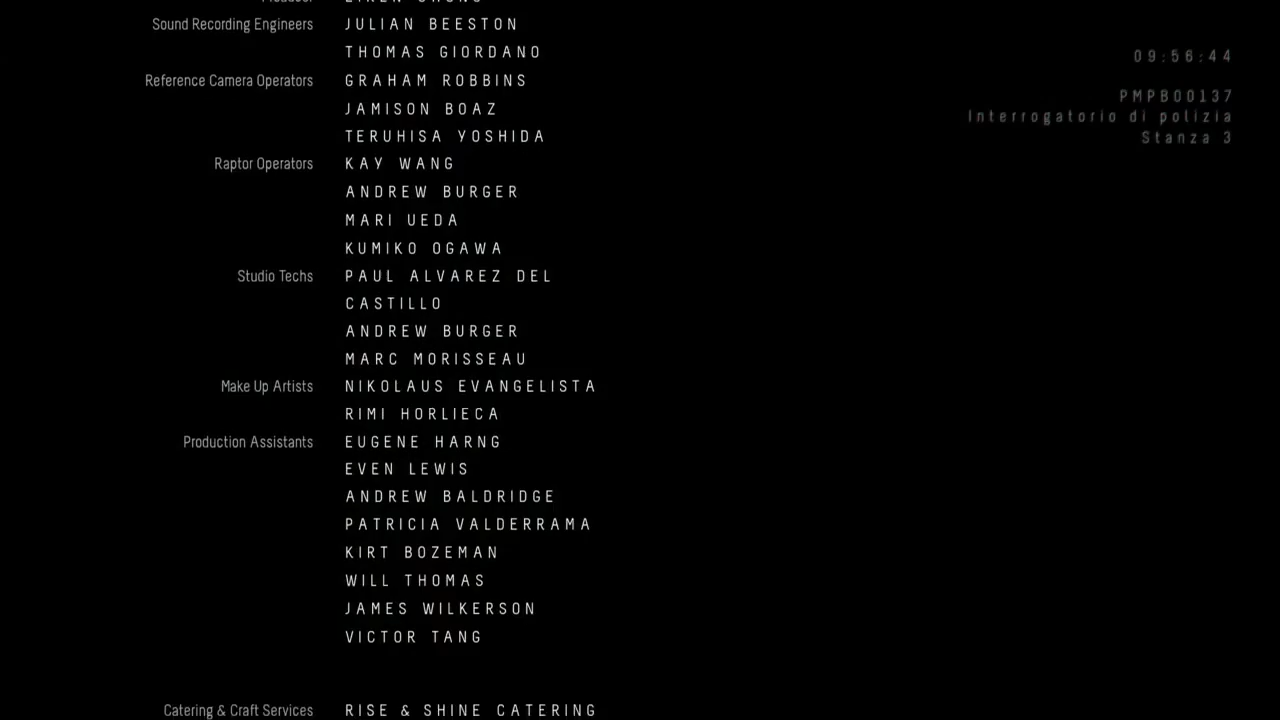 Sound Recording Engineers JULIAN BEESTON
THOMAS GIORDANO
Reference Camera Operators GRAHAM ROBBINS
JAMISON BOAZ
TERUHISA YOSHIDA
Raptor Operators KAY WANG
ANDREW BURGER
MARI UEDA
KUMIKO OGAWA
Studio Techs PAUL ALVAREZ DEL
CASTILLO
ANDREW BURGER
MARC MORISSEAU
Make Up Artists NIKOLAUS EVANGELISTA
RIMI HORLIECA
Production Assistants EUGENE HARNG
EVEN LEWIS
ANDREW BALDRIDGE
PATRICIA VALDERRAMA
KIRT BOZEMAN
WILL THOMAS
JAMES WILKERSON
VICTOR TANG
Catering & Craft Services RISE & SHINE CATERING
09:56:44
PMPB00137
Interrogatorio di polizia
Stanza 3